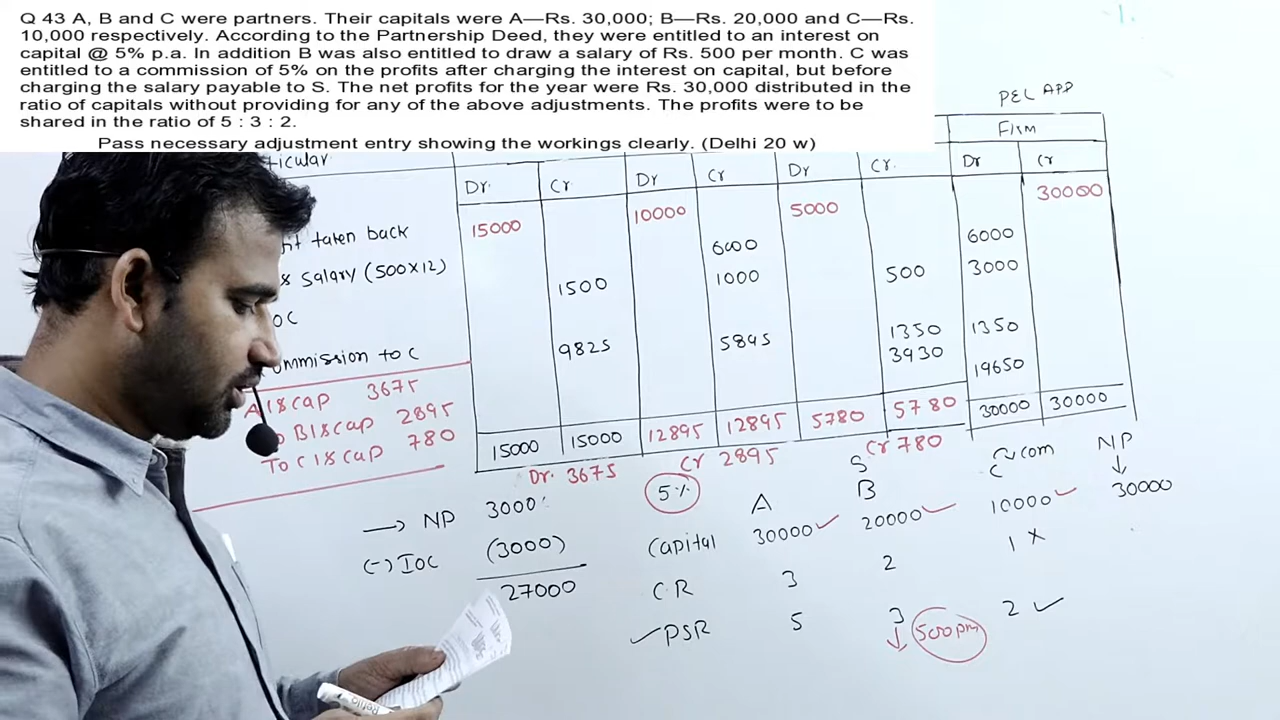 Q 43 A, B and C were partners. Their capitals were A—Rs. 30,000; B—Rs. 20,000 and C—Rs.
10,000 respectively. According to the Partnership Deed, they were entitled to an interest on
capital @ 5% p.a. In addition B was also entitled to draw a salary of Rs. 500 per month. C was
entitled to a commission of 5% on the profits after charging the interest on capital, but before
charging the salary payable to S. The net profits for the year were Rs. 30,000 distributed in the
ratio of capitals without providing for any of the above adjustments. The profits were to be
shared in the ratio of 5 : 3 : 2.
Pass necessary adjustment entry showing the workings clearly. (Delhi 20 w)
P&L APP
Firm
ticular
Dr. Cr Dr Cr Dr Cr. Dr Cr
15000 10000 5000 30000
taken back 6000 6000
Salary (500×12) 1500 1000 500 3000
OC
ommission to C 9825 5895 1350 1350
3930 19650
15000 15000 12895 12895 5780 5780 30000 30000
Dr. 3675 Cr 2895 Cr 780
A's cap 3675
B's cap 2895
To C's cap 780
→ NP 3000
(-) IOC (3000)
27000
5%
A S B C com NP
Capital 30000 20000 10000 30000
C.R 3 2 1 ×
PSR 5 3 2
500 pm
Refilo